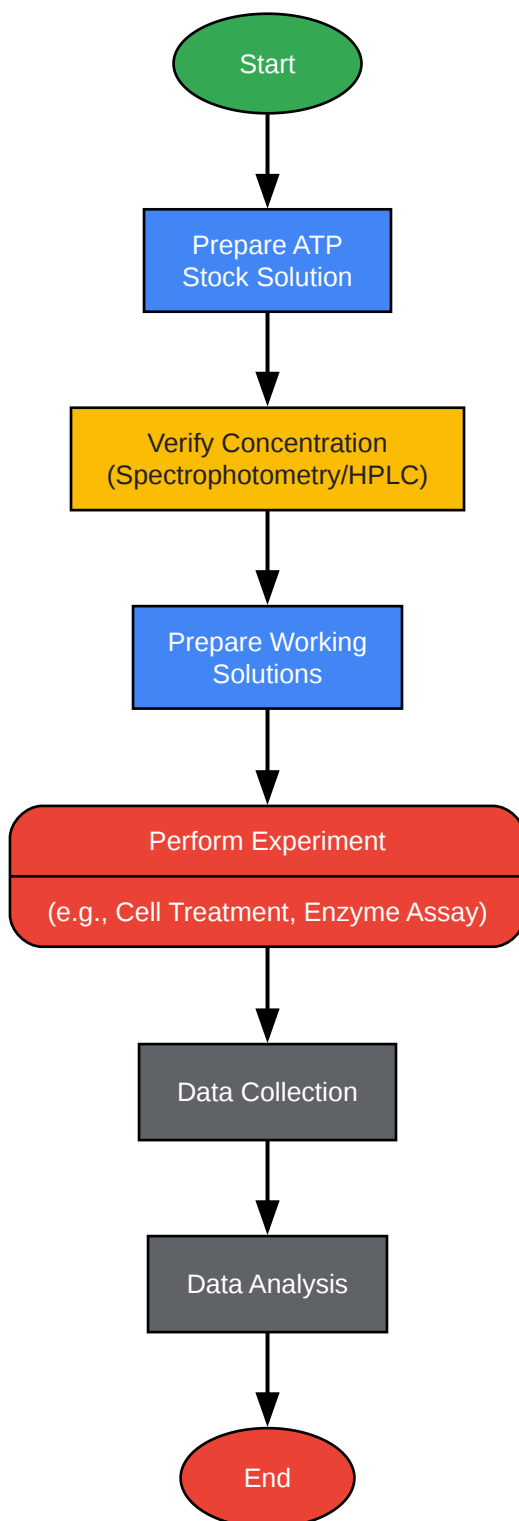 Start
Prepare ATP
Stock Solution
Verify Concentration
(Spectrophotometry/HPLC)
Prepare Working
Solutions
Perform Experiment
(e.g., Cell Treatment, Enzyme Assay)
Data Collection
Data Analysis
End